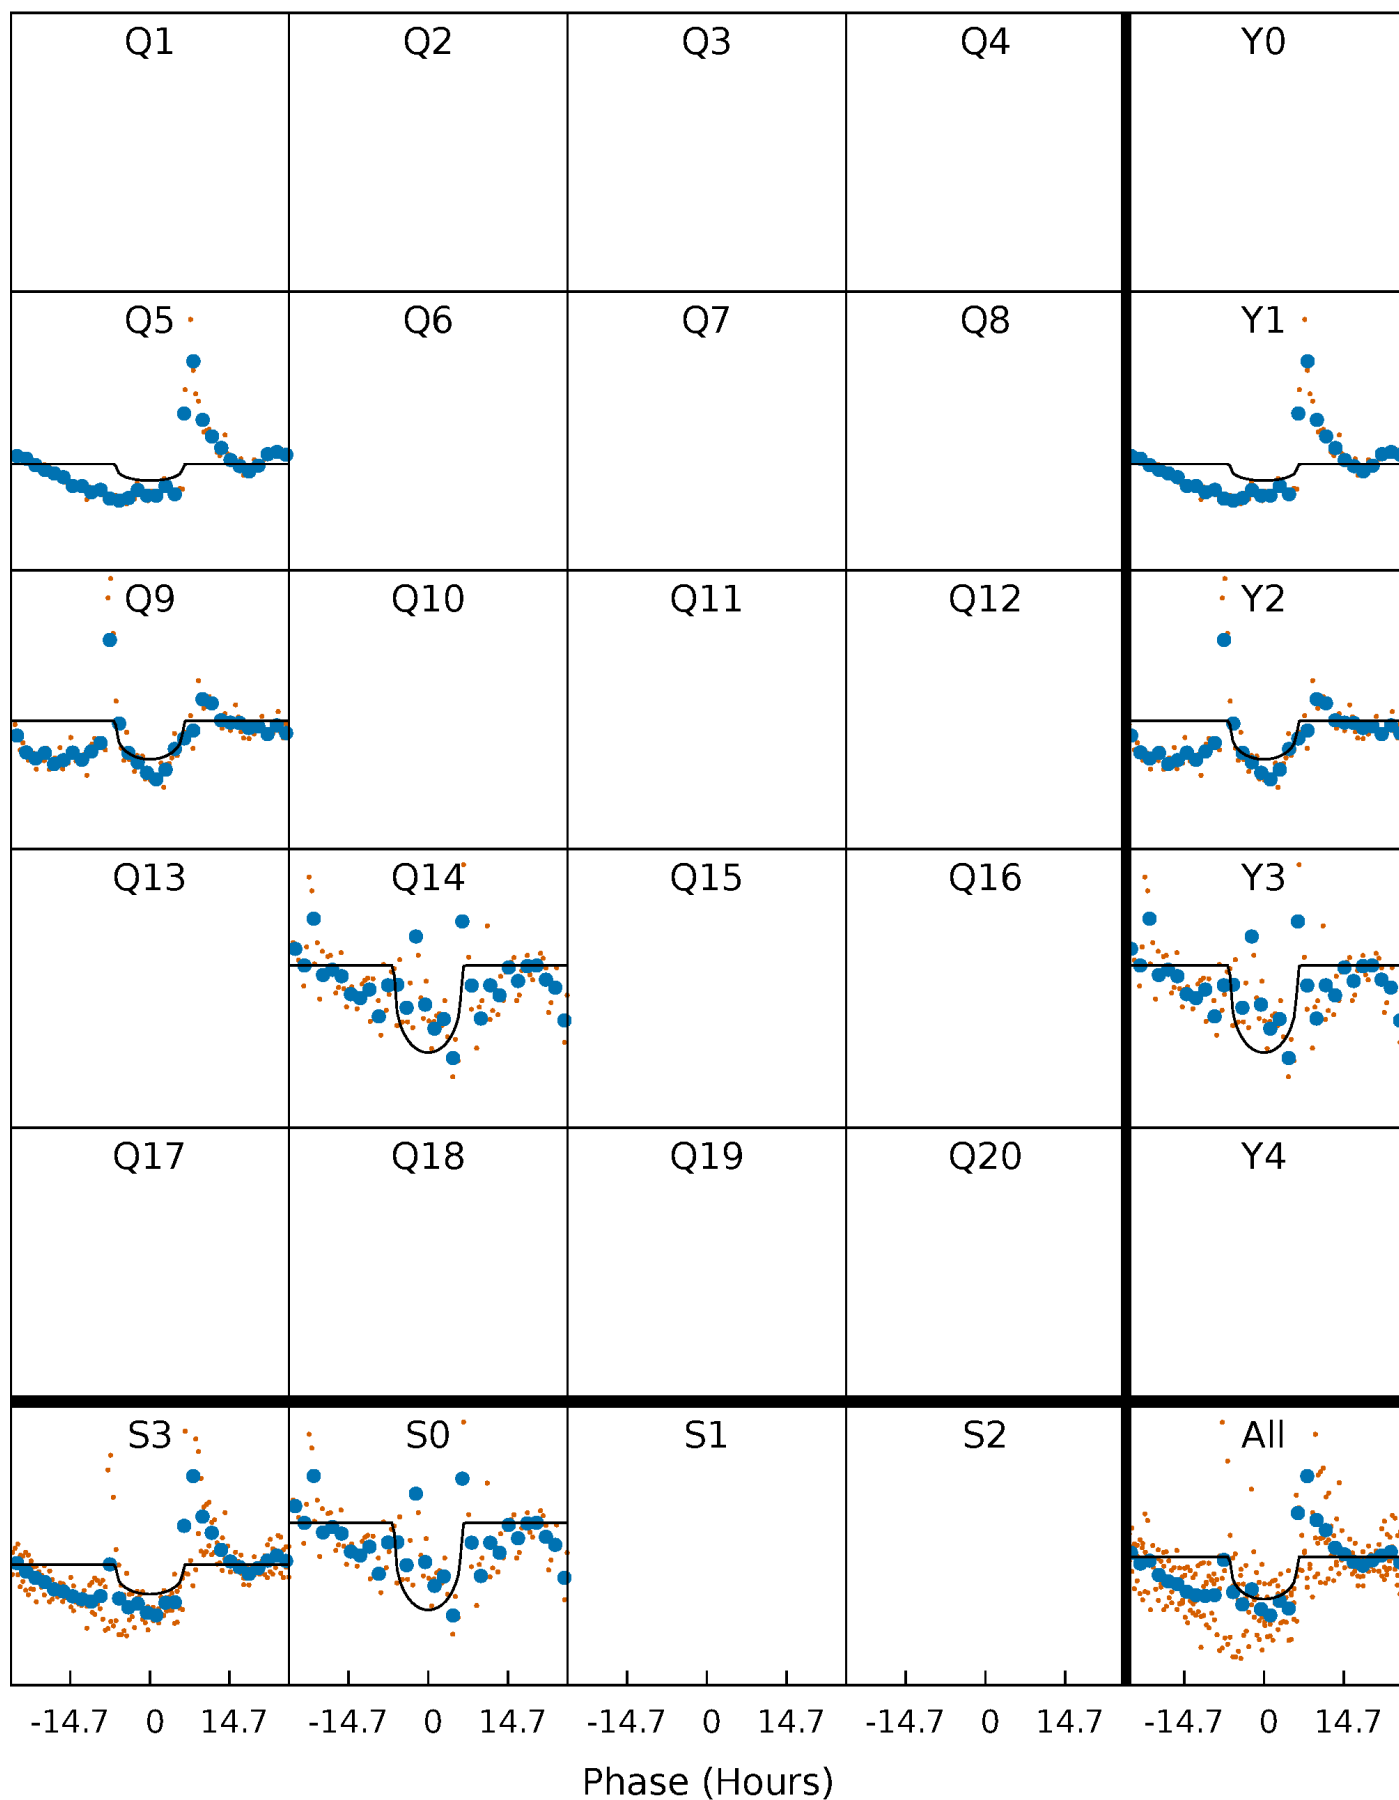 Q1 Q2 Q3 Q4 Y0
Q5 Q6 Q7 Q8 Y1
Q9 Q10 Q11 Q12 Y2
Q13 Q14 Q15 Q16 Y3
Q17 Q18 Q19 Q20 Y4
S3 S0 S1 S2 All
-14.7 0 14.7 -14.7 0 14.7 -14.7 0 14.7 -14.7 0 14.7 -14.7 0 14.7
Phase (Hours)